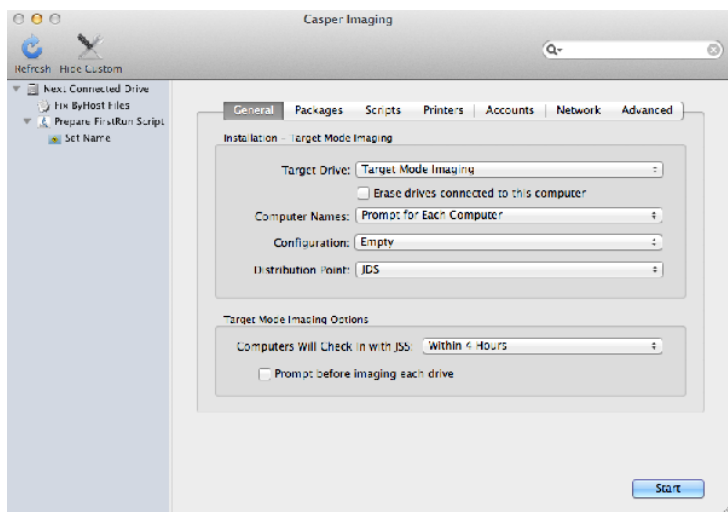 Casper Imaging
Refresh Hide Custom
Next Connected Drive
Fix ByHost Files
Prepare FirstRun Script
Set Name
General Packages Scripts Printers Accounts Network Advanced
Installation - Target Mode Imaging
Target Drive: Target Mode Imaging
Erase drives connected to this computer
Computer Names: Prompt for Each Computer
Configuration: Empty
Distribution Point: JDS
Target Mode Imaging Options
Computers Will Check In with JSS: Within 4 Hours
Prompt before imaging each drive
Start